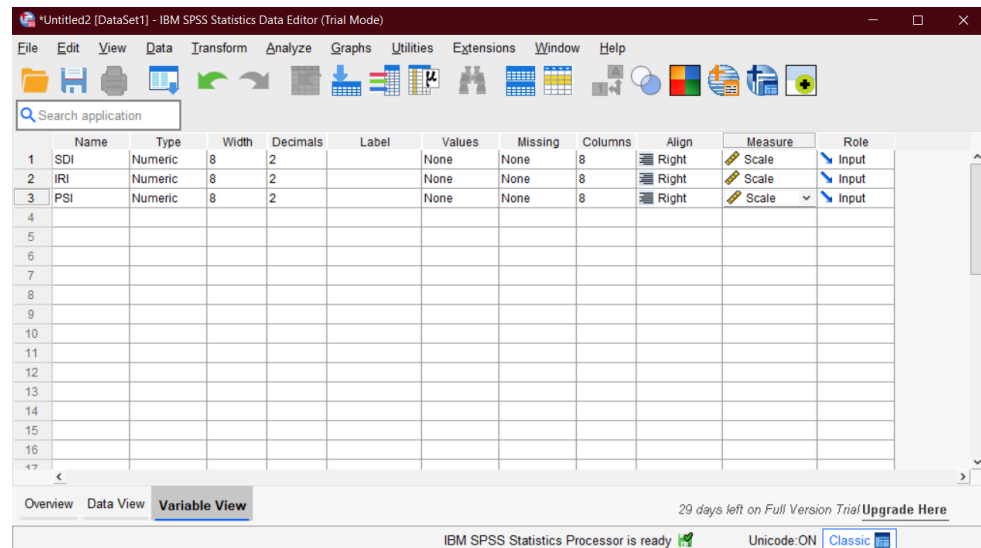 *Untitled2 [DataSet1] - IBM SPSS Statistics Data Editor (Trial Mode)
File Edit View Data Transform Analyze Graphs Utilities Extensions Window Help
Search application
Name Type Width Decimals Label Values Missing Columns Align Measure Role
1 SDI Numeric 8 2 None None 8 Right Scale Input
2 IRI Numeric 8 2 None None 8 Right Scale Input
3 PSI Numeric 8 2 None None 8 Right Scale Input
4
5
6
7
8
9
10
11
12
13
14
15
16
17
Overview Data View Variable View
29 days left on Full Version Trial Upgrade Here
IBM SPSS Statistics Processor is ready Unicode:ON Classic